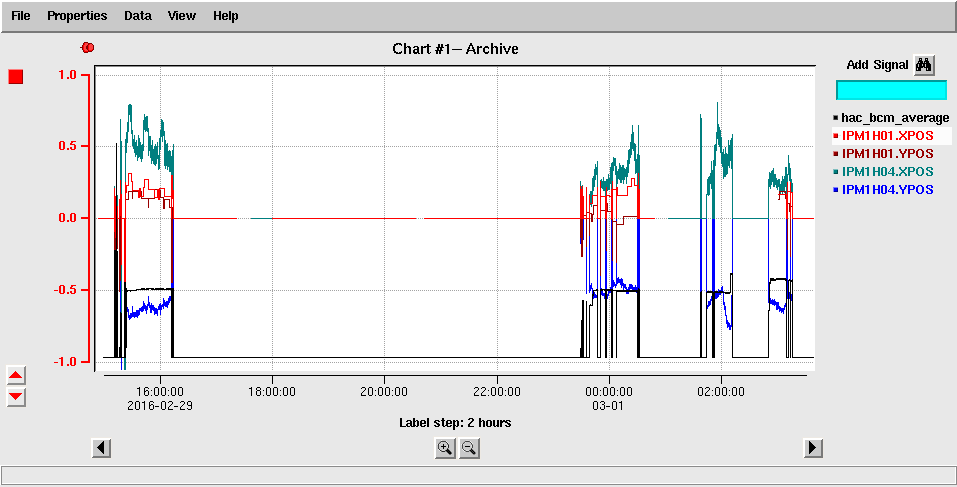 File Properties Data View Help
Chart #1– Archive
Add Signal
hac_bcm_average
IPM1H01.XPOS
IPM1H01.YPOS
IPM1H04.XPOS
IPM1H04.YPOS
1.0
0.5
0.0
-0.5
-1.0
16:00:00 18:00:00 20:00:00 22:00:00 00:00:00 02:00:00
2016-02-29 03-01
Label step: 2 hours